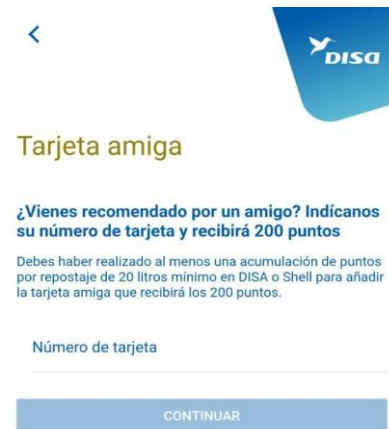 DISA
Tarjeta amiga
¿Vienes recomendado por un amigo? Indícanos
su número de tarjeta y recibirá 200 puntos
Debes haber realizado al menos una acumulación de puntos
por repostaje de 20 litros mínimo en DISA o Shell para añadir
la tarjeta amiga que recibirá los 200 puntos.
Número de tarjeta
CONTINUAR